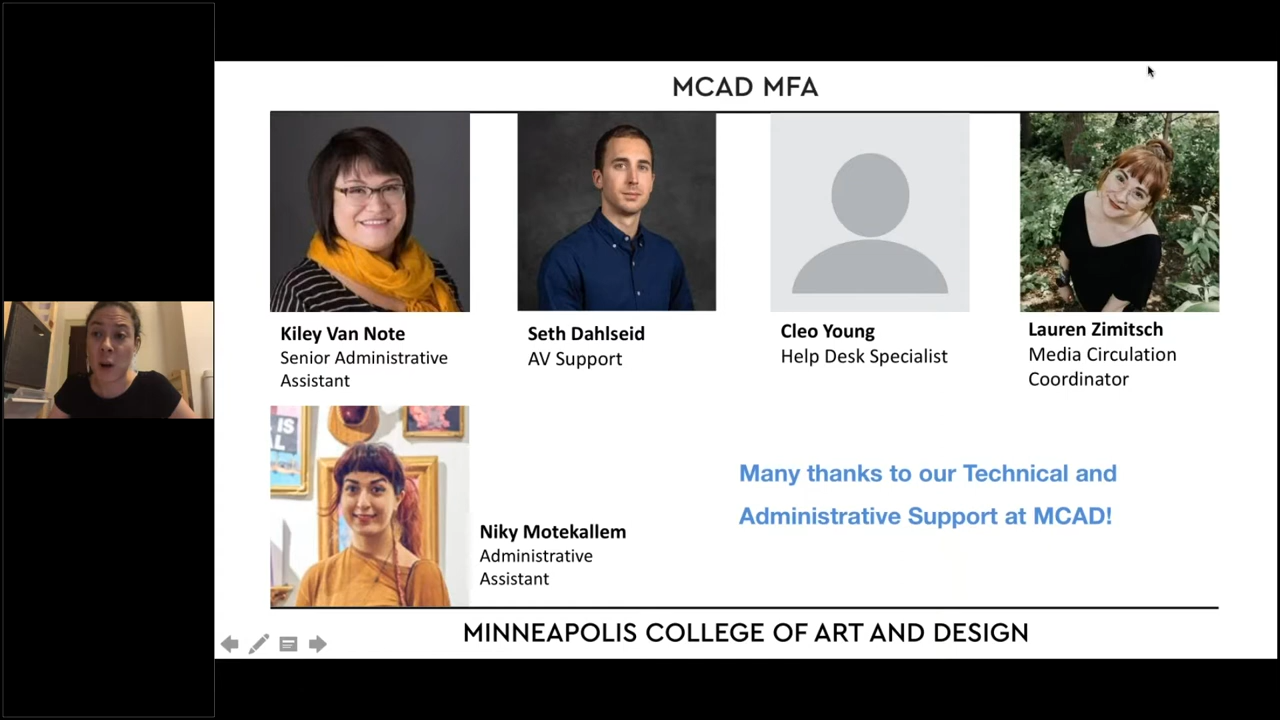 MCAD MFA
Kiley Van Note
Senior Administrative
Assistant
Seth Dahlseid
AV Support
Cleo Young
Help Desk Specialist
Lauren Zimitsch
Media Circulation
Coordinator
IS
Niky Motekallem
Administrative
Assistant
Many thanks to our Technical and
Administrative Support at MCAD!
MINNEAPOLIS COLLEGE OF ART AND DESIGN